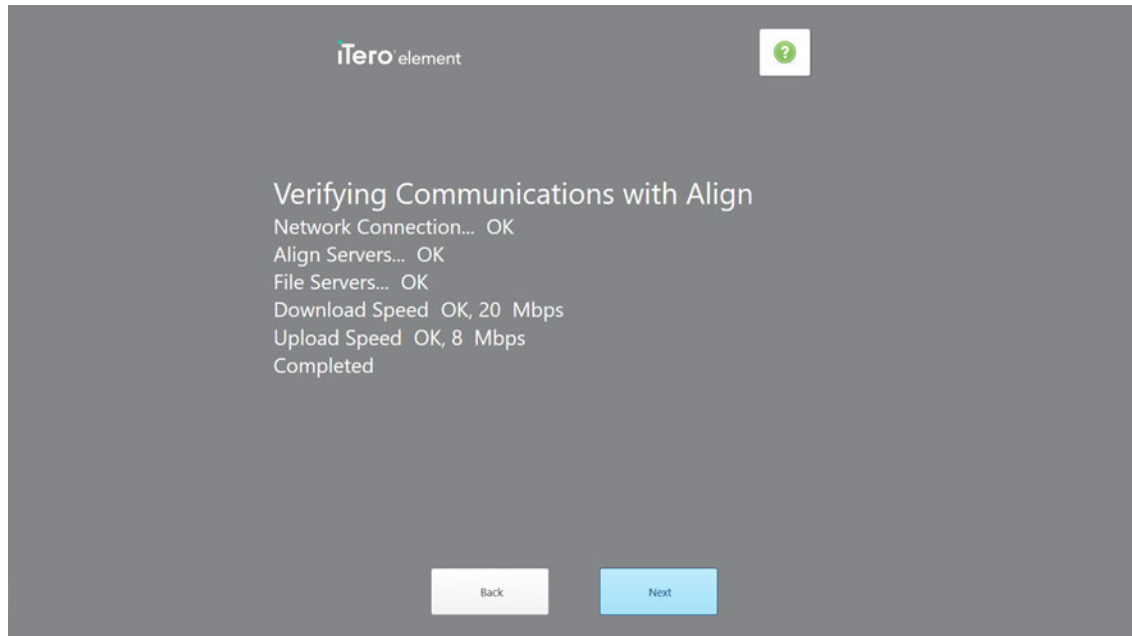 iTero element
?
Verifying Communications with Align
Network Connection... OK
Align Servers... OK
File Servers... OK
Download Speed OK, 20 Mbps
Upload Speed OK, 8 Mbps
Completed
Back
Next